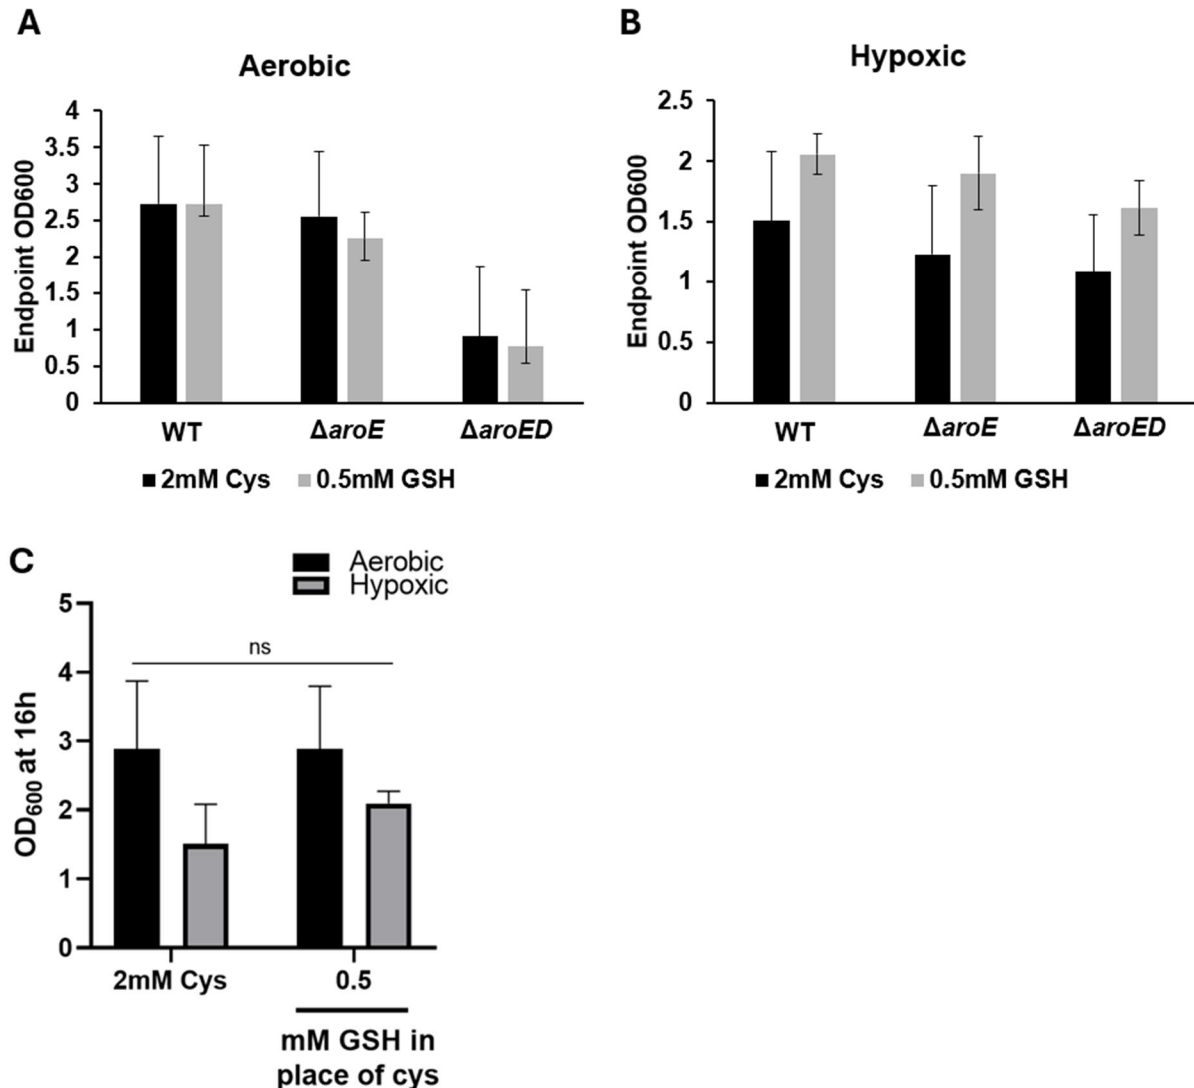 A
Aerobic
Endpoint OD600
4
3.5
3
2.5
2
1.5
1
0.5
0
WT
ΔaroE
ΔaroED
2mM Cys
0.5mM GSH
B
Hypoxic
Endpoint OD600
2.5
2
1.5
1
0.5
0
WT
ΔaroE
ΔaroED
2mM Cys
0.5mM GSH
C
Aerobic
Hypoxic
OD600 at 16h
5
4
3
2
1
0
ns
2mM Cys
0.5
mM GSH in
place of cys